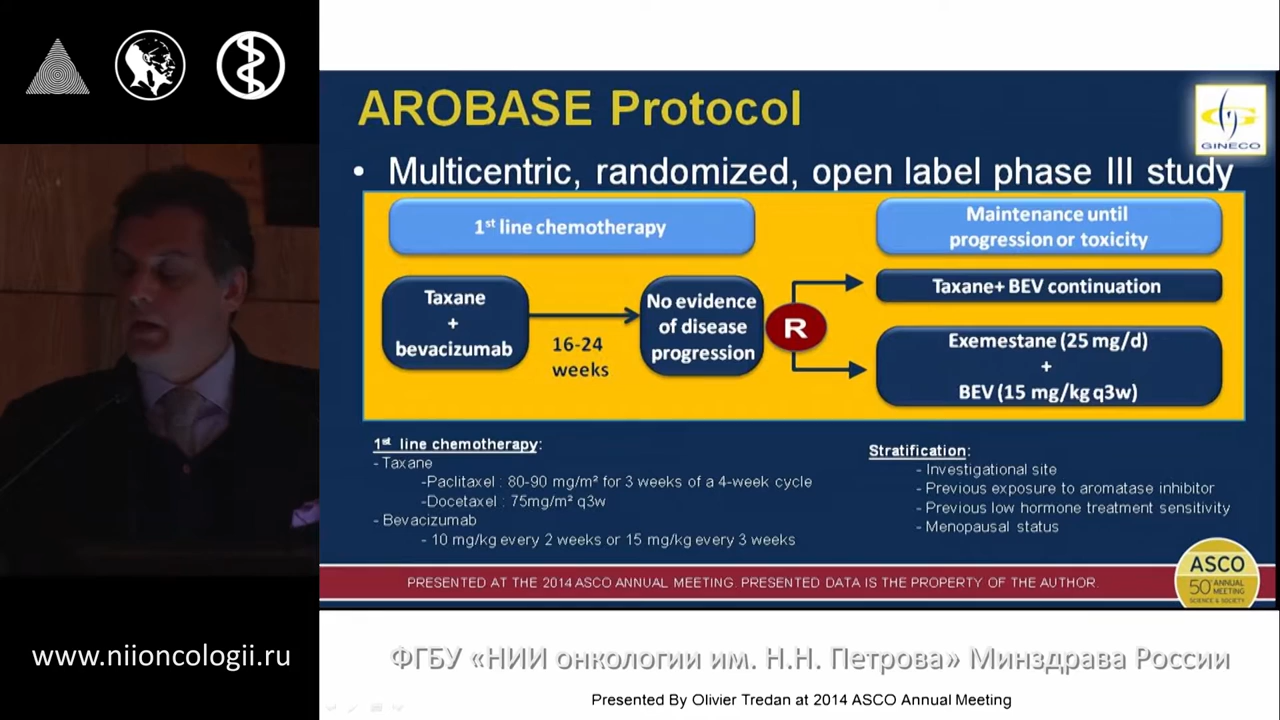 AROBASE Protocol
GINECO
• Multicentric, randomized, open label phase III study
1st line chemotherapy
Maintenance until
progression or toxicity
Taxane
+
bevacizumab
16-24
weeks
No evidence
of disease
progression
R
Taxane+ BEV continuation
Exemestane (25 mg/d)
+
BEV (15 mg/kg q3w)
1st line chemotherapy:
- Taxane
-Paclitaxel : 80-90 mg/m² for 3 weeks of a 4-week cycle
-Docetaxel : 75mg/m² q3w
- Bevacizumab
- 10 mg/kg every 2 weeks or 15 mg/kg every 3 weeks
Stratification:
- Investigational site
- Previous exposure to aromatase inhibitor
- Previous low hormone treatment sensitivity
- Menopausal status
PRESENTED AT THE 2014 ASCO ANNUAL MEETING. PRESENTED DATA IS THE PROPERTY OF THE AUTHOR.
ASCO
50TH ANNUAL
MEETING
SCIENCE & SOCIETY
www.niioncologii.ru
ФГБУ «НИИ онкологии им. Н.Н. Петрова» Минздрава России
Presented By Olivier Tredan at 2014 ASCO Annual Meeting